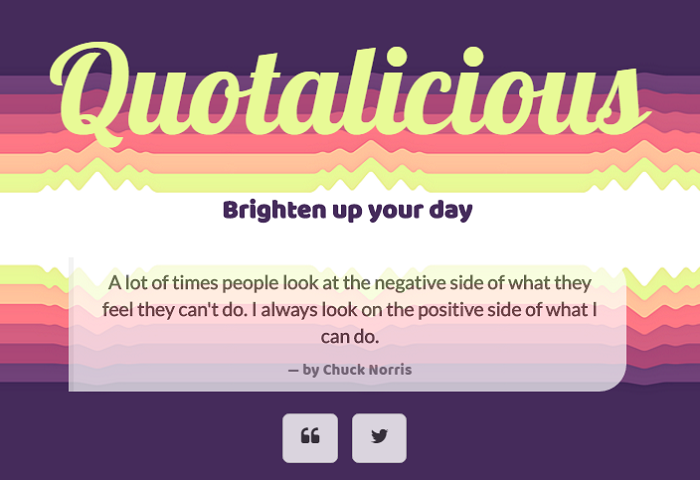 Quotalicious
Brighten up your day
A lot of times people look at the negative side of what they
feel they can't do. I always look on the positive side of what I
can do.
— by Chuck Norris